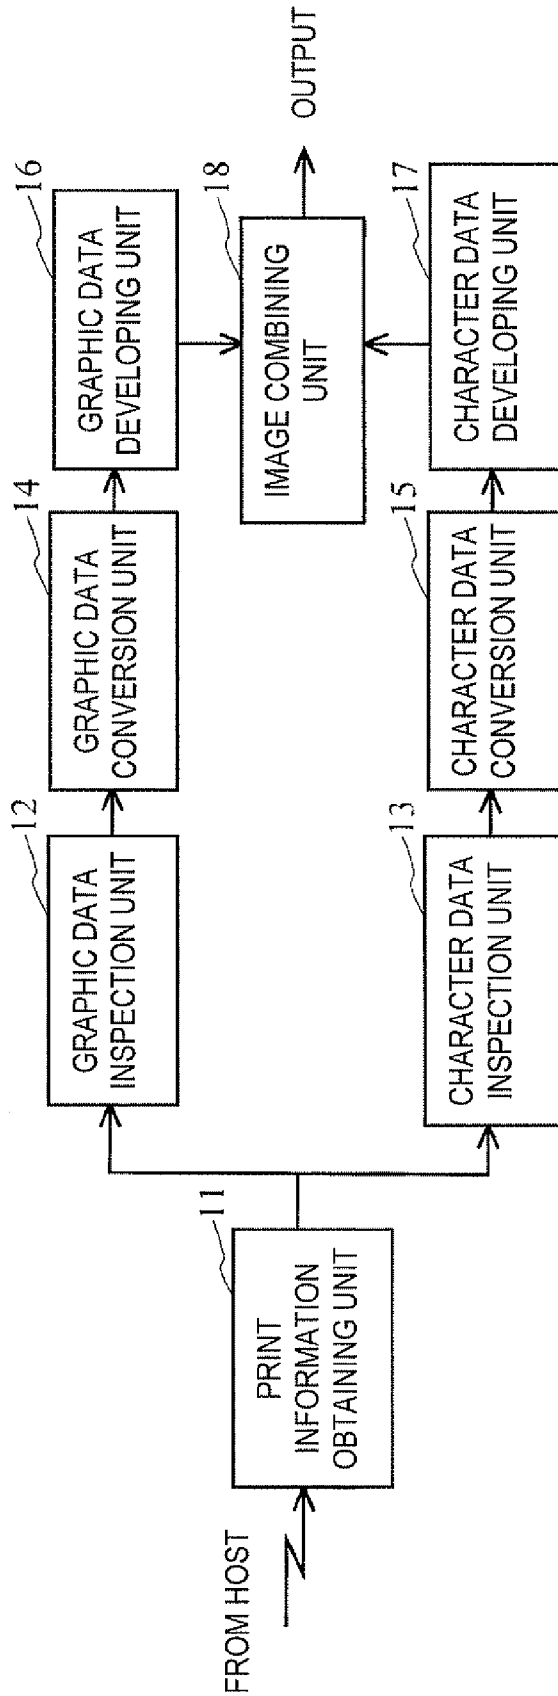 FROM HOST
11
PRINT
INFORMATION
OBTAINING UNIT
12
GRAPHIC DATA
INSPECTION UNIT
14
GRAPHIC DATA
CONVERSION UNIT
16
GRAPHIC DATA
DEVELOPING UNIT
13
CHARACTER DATA
INSPECTION UNIT
15
CHARACTER DATA
CONVERSION UNIT
17
CHARACTER DATA
DEVELOPING UNIT
18
IMAGE COMBINING
UNIT
OUTPUT